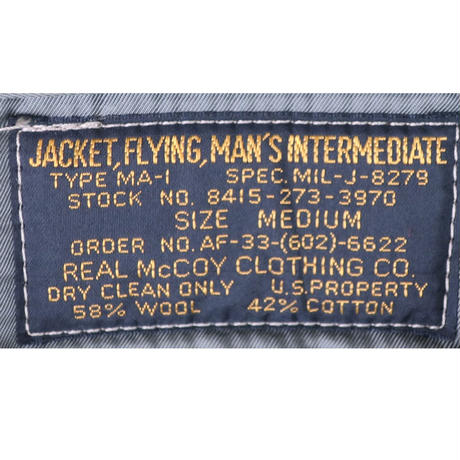 JACKET, FLYING, MAN'S INTERMEDIATE
TYPE MA-1 SPEC. MIL-J-8279
STOCK NO. 8415-273-3970
SIZE MEDIUM
ORDER NO. AF-33-(602)-6622
REAL McCOY CLOTHING CO.
DRY CLEAN ONLY U.S. PROPERTY
58% WOOL 42% COTTON